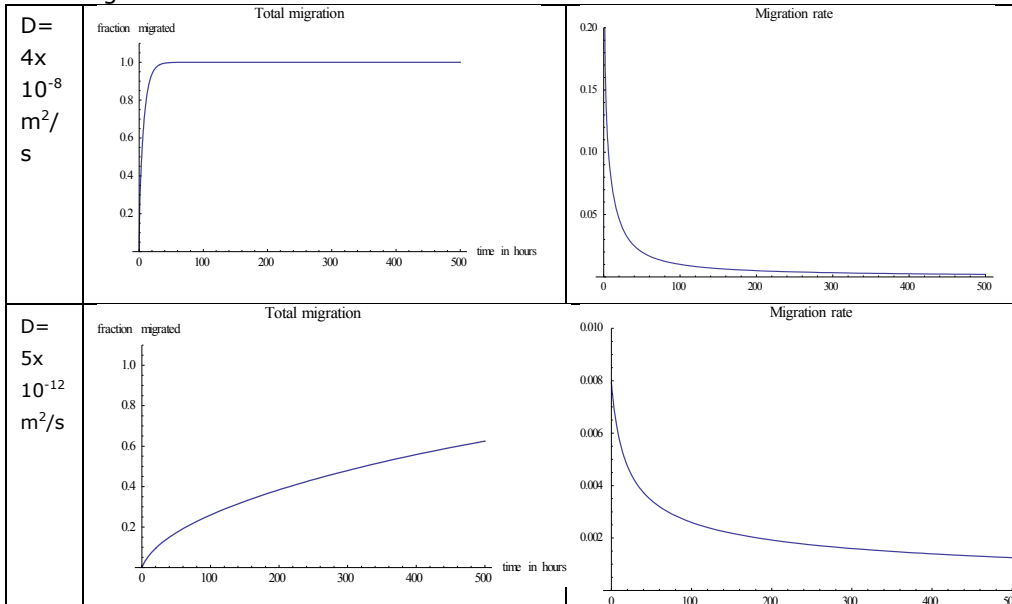 D=
4x
10-8
m2/
s
Total migration
fraction migrated
1.0
0.8
0.6
0.4
0.2
0 100 200 300 400 500
time in hours
Migration rate
0.20
0.15
0.10
0.05
0 100 200 300 400 500
D=
5x
10-12
m2/s
Total migration
fraction migrated
1.0
0.8
0.6
0.4
0.2
0 100 200 300 400 500
time in hours
Migration rate
0.010
0.008
0.006
0.004
0.002
0 100 200 300 400